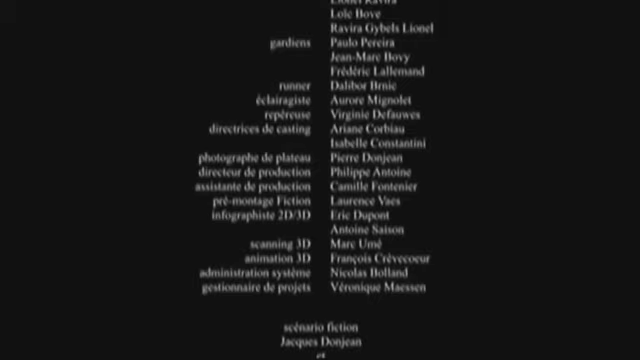 Lionel Ravira
Loïc Bove
Ravira Gybels Lionel
gardiens Paulo Pereira
Jean-Marc Bovy
Frédéric Lallemand
runner Dalibor Brnic
éclairagiste Aurore Mignolet
repéreuse Virginie Defauwes
directrices de casting Ariane Corbiau
Isabelle Constantini
photographe de plateau Pierre Donjean
directeur de production Philippe Antoine
assistante de production Camille Fontenier
pré-montage Fiction Laurence Vaes
infographiste 2D/3D Eric Dupont
Antoine Saison
scanning 3D Marc Umé
animation 3D François Crèvecoeur
administration système Nicolas Bolland
gestionnaire de projets Véronique Maessen
scénario fiction
Jacques Donjean
et